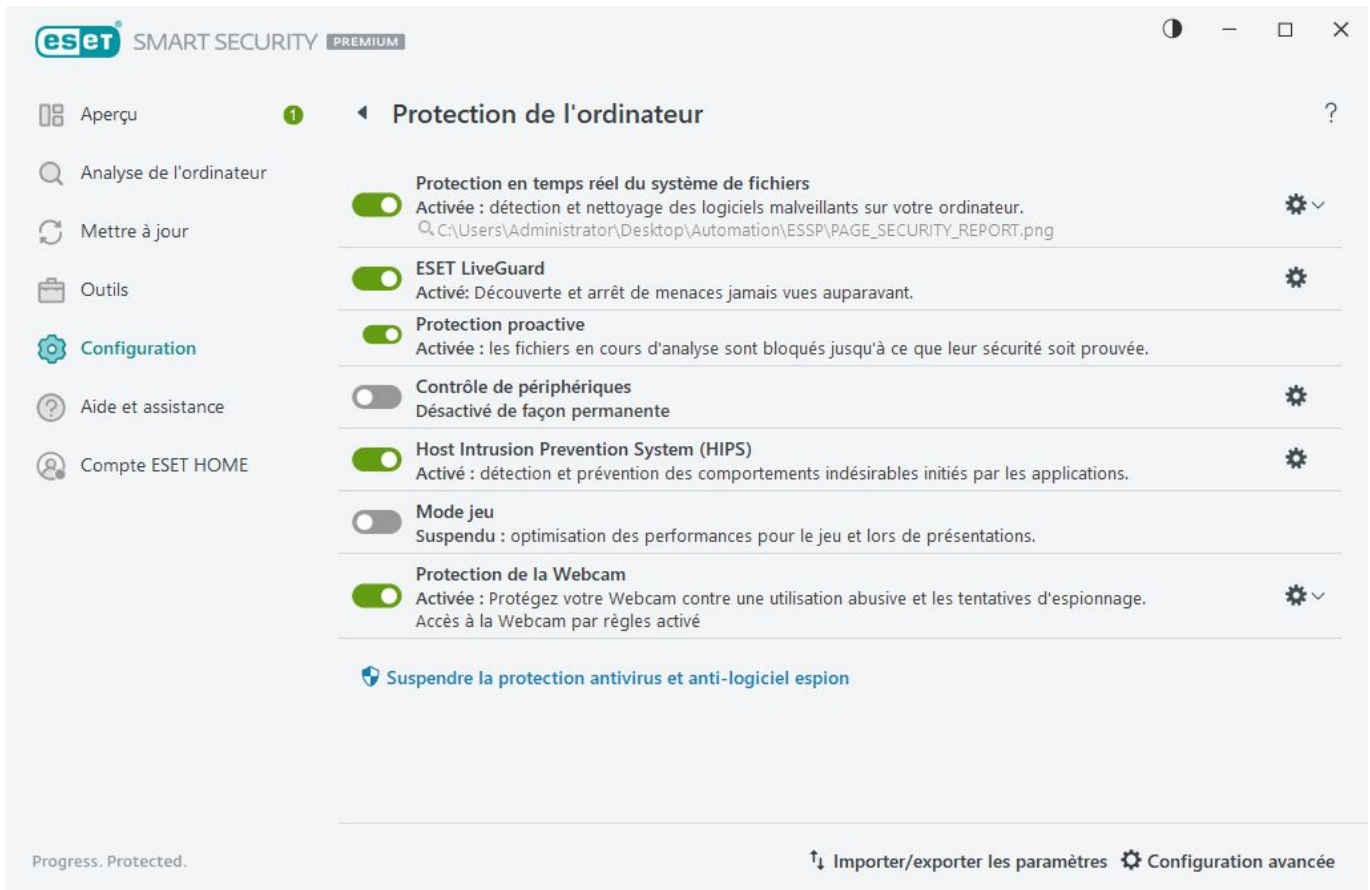 eset SMART SECURITY PREMIUM
Aperçu 1
Analyse de l'ordinateur
Mettre à jour
Outils
Configuration
Aide et assistance
Compte ESET HOME
Protection de l'ordinateur ?
Protection en temps réel du système de fichiers
Activée : détection et nettoyage des logiciels malveillants sur votre ordinateur.
C:\Users\Administrator\Desktop\Automation\ESSP\PAGE_SECURITY_REPORT.png
ESET LiveGuard
Activé: Découverte et arrêt de menaces jamais vues auparavant.
Protection proactive
Activée : les fichiers en cours d'analyse sont bloqués jusqu'à ce que leur sécurité soit prouvée.
Contrôle de périphériques
Désactivé de façon permanente
Host Intrusion Prevention System (HIPS)
Activé : détection et prévention des comportements indésirables initiés par les applications.
Mode jeu
Suspendu : optimisation des performances pour le jeu et lors de présentations.
Protection de la Webcam
Activée : Protégez votre Webcam contre une utilisation abusive et les tentatives d'espionnage.
Accès à la Webcam par règles activé
Suspendre la protection antivirus et anti-logiciel espion
Progress. Protected.
Importer/exporter les paramètres Configuration avancée